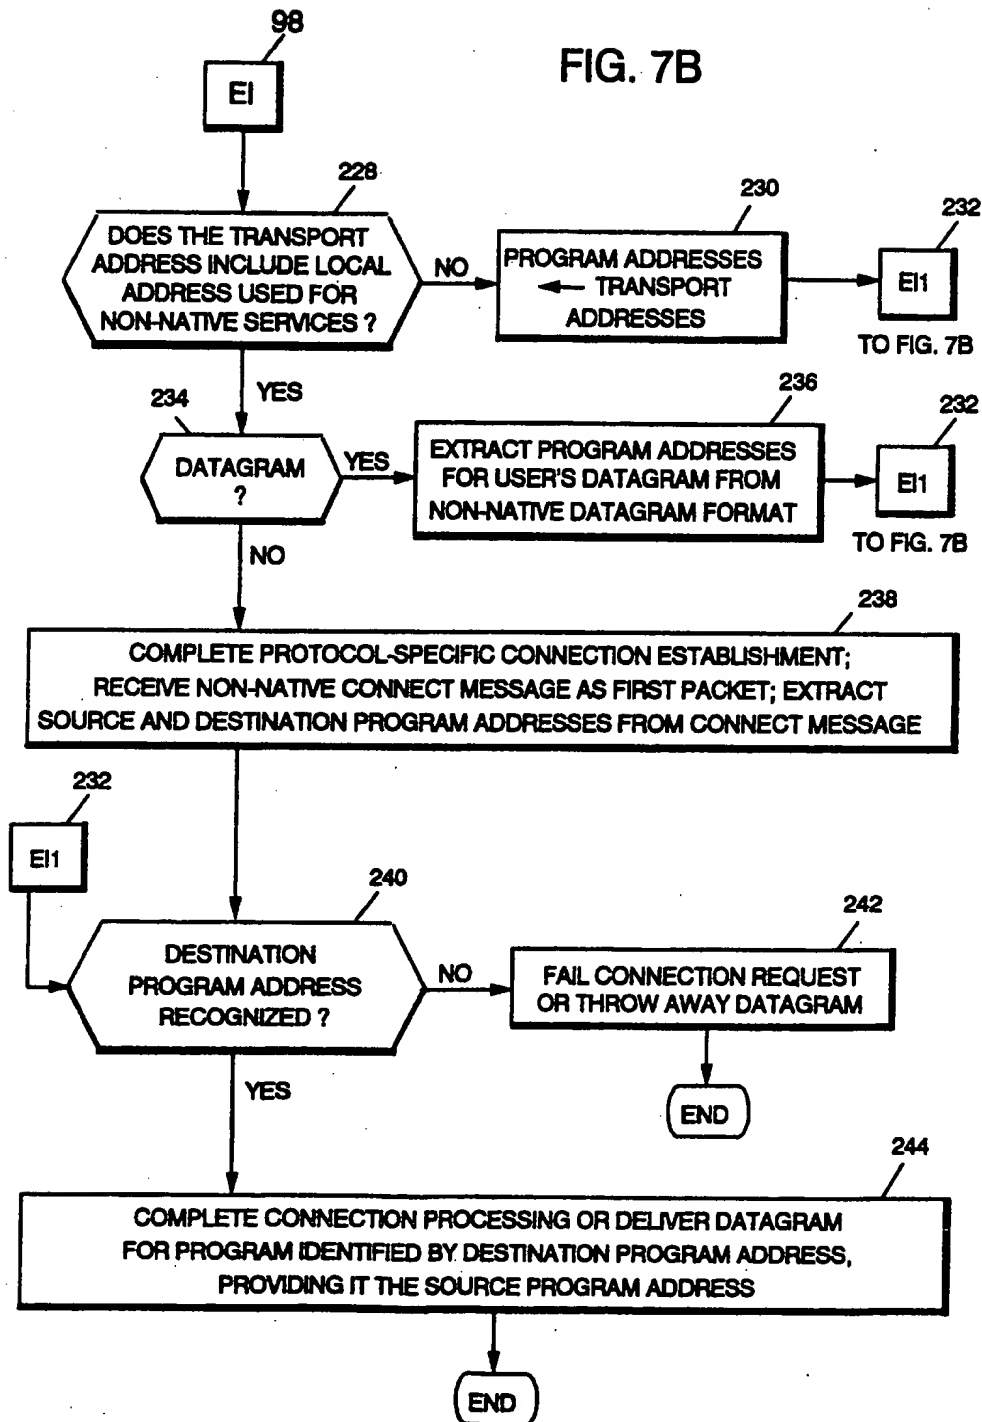 98
FIG. 7B
EI
228
DOES THE TRANSPORT
ADDRESS INCLUDE LOCAL
ADDRESS USED FOR
NON-NATIVE SERVICES ?
NO
230
PROGRAM ADDRESSES
← TRANSPORT
ADDRESSES
232
EI1
TO FIG. 7B
YES
234
DATAGRAM
?
YES
236
EXTRACT PROGRAM ADDRESSES
FOR USER'S DATAGRAM FROM
NON-NATIVE DATAGRAM FORMAT
232
EI1
TO FIG. 7B
NO
238
COMPLETE PROTOCOL-SPECIFIC CONNECTION ESTABLISHMENT;
RECEIVE NON-NATIVE CONNECT MESSAGE AS FIRST PACKET; EXTRACT
SOURCE AND DESTINATION PROGRAM ADDRESSES FROM CONNECT MESSAGE
232
EI1
240
DESTINATION
PROGRAM ADDRESS
RECOGNIZED ?
NO
242
FAIL CONNECTION REQUEST
OR THROW AWAY DATAGRAM
END
YES
244
COMPLETE CONNECTION PROCESSING OR DELIVER DATAGRAM
FOR PROGRAM IDENTIFIED BY DESTINATION PROGRAM ADDRESS,
PROVIDING IT THE SOURCE PROGRAM ADDRESS
END